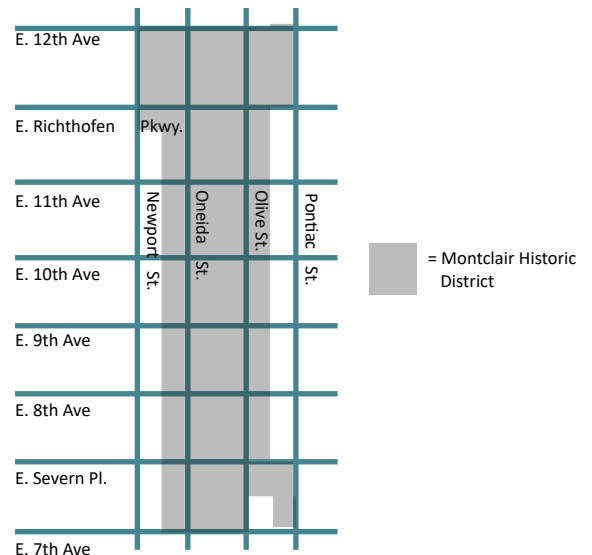 E. 12th Ave
E. Richthofen Pkwy.
E. 11th Ave
Newport St.
Oneida St.
Olive St.
Pontiac St.
E. 10th Ave
= Montclair Historic
District
E. 9th Ave
E. 8th Ave
E. Severn Pl.
E. 7th Ave